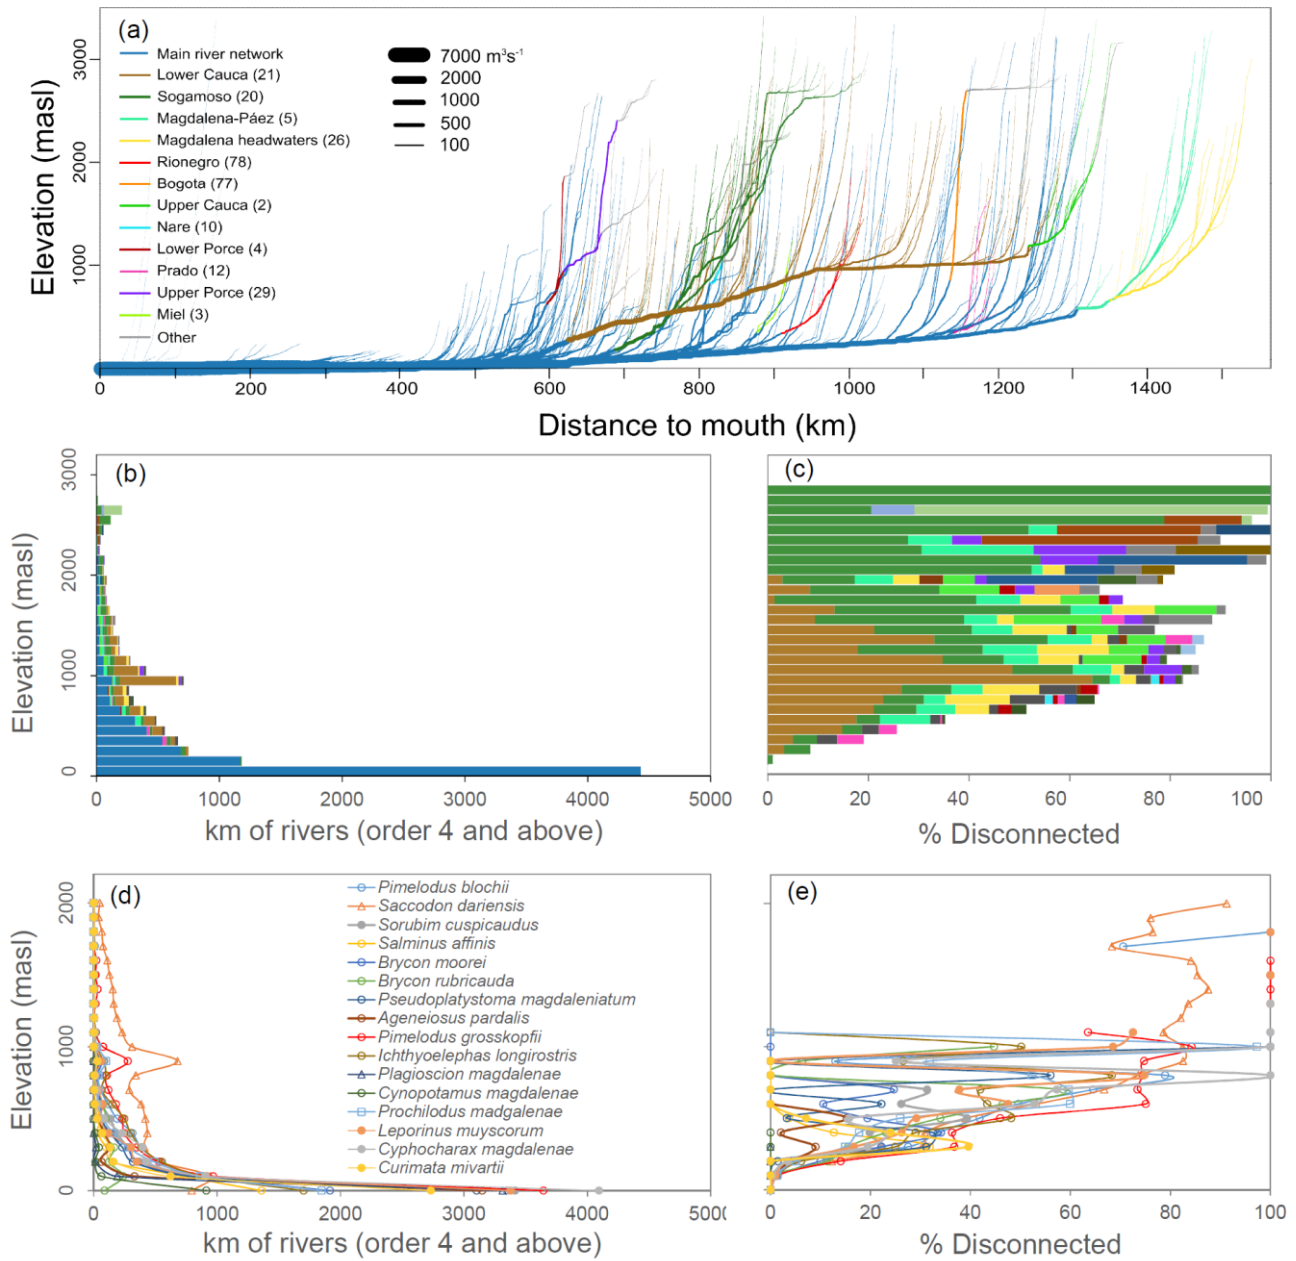 (a)
Elevation (masl)
3000
2000
1000
Main river network
Lower Cauca (21)
Sogamoso (20)
Magdalena-Páez (5)
Magdalena headwaters (26)
Rionegro (78)
Bogota (77)
Upper Cauca (2)
Nare (10)
Lower Porce (4)
Prado (12)
Upper Porce (29)
Miel (3)
Other
7000 m³s⁻¹
2000
1000
500
100
0 200 400 600 800 1000 1200 1400
Distance to mouth (km)
(b)
Elevation (masl)
3000
2000
1000
0
0 1000 2000 3000 4000 5000
km of rivers (order 4 and above)
(c)
0 20 40 60 80 100
% Disconnected
(d)
Elevation (masl)
2000
1000
0
Pimelodus blochii
Saccodon dariensis
Sorubim cuspicaudus
Salminus affinis
Brycon moorei
Brycon rubricauda
Pseudoplatystoma magdaleniatum
Ageneiosus pardalis
Pimelodus grosskopfii
Ichthyoelephas longirostris
Plagioscion magdalenae
Cynopotamus magdalenae
Prochilodus madgalenae
Leporinus muyscorum
Cyphocharax magdalenae
Curimata mivartii
0 1000 2000 3000 4000 5000
km of rivers (order 4 and above)
(e)
0 20 40 60 80 100
% Disconnected